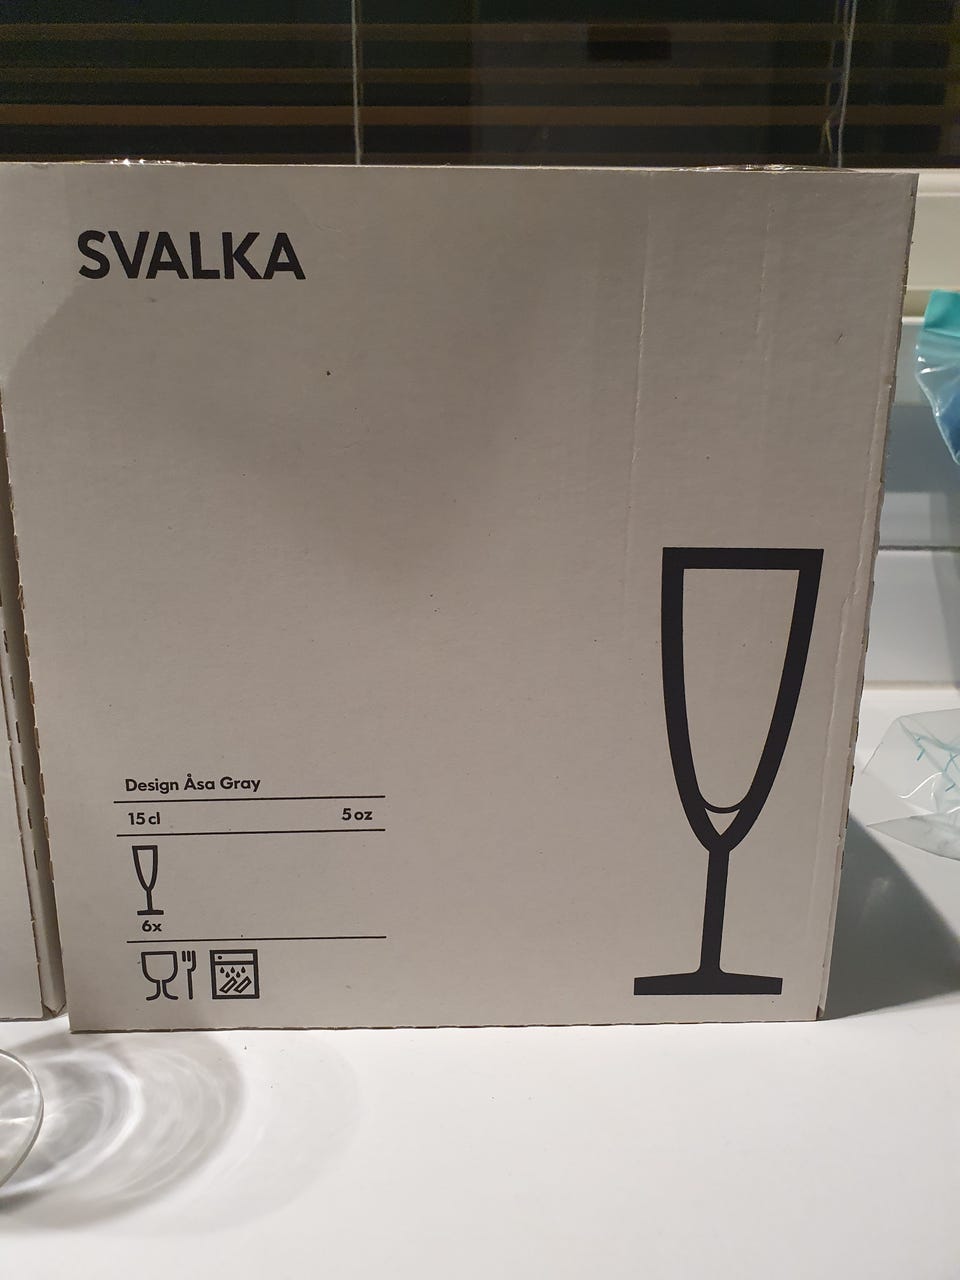 SVALKA
Design Åsa Gray
15 cl 5 oz
6x